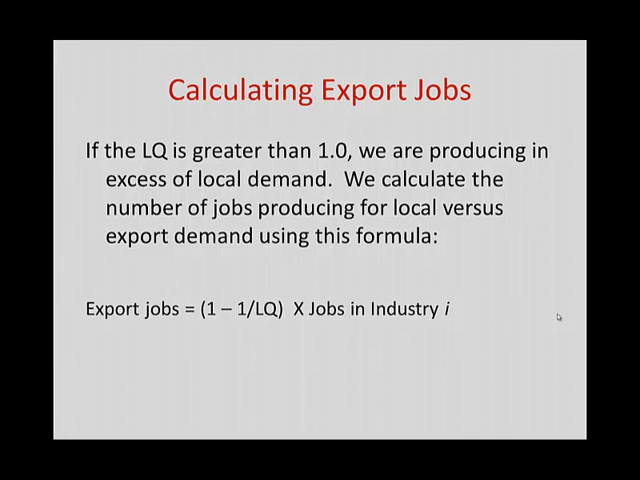 Calculating Export Jobs
If the LQ is greater than 1.0, we are producing in
excess of local demand.  We calculate the
number of jobs producing for local versus
export demand using this formula:
Export jobs = (1 – 1/LQ)  X Jobs in Industry i